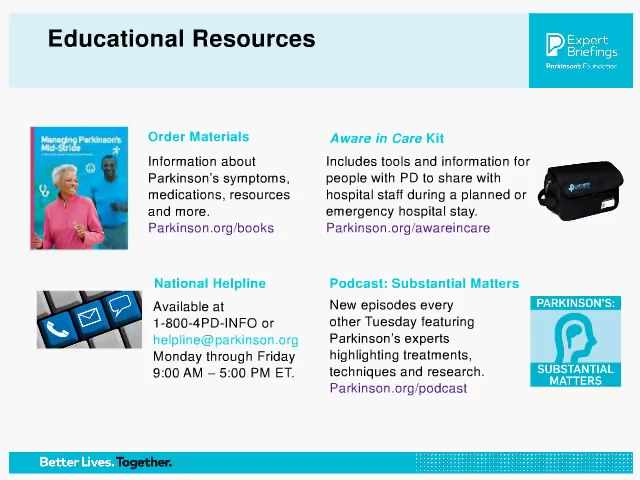 Educational Resources
Expert
Briefings
Parkinson's Foundation
Managing Parkinson's
Mid-Stride
Order Materials
Information about
Parkinson's symptoms,
medications, resources
and more.
Parkinson.org/books
Aware in Care Kit
Includes tools and information for
people with PD to share with
hospital staff during a planned or
emergency hospital stay.
Parkinson.org/awareincare
National Helpline
Available at
1-800-4PD-INFO or
helpline@parkinson.org
Monday through Friday
9:00 AM – 5:00 PM ET.
Podcast: Substantial Matters
New episodes every
other Tuesday featuring
Parkinson's experts
highlighting treatments,
techniques and research.
Parkinson.org/podcast
PARKINSON'S:
SUBSTANTIAL
MATTERS
Better Lives. Together.